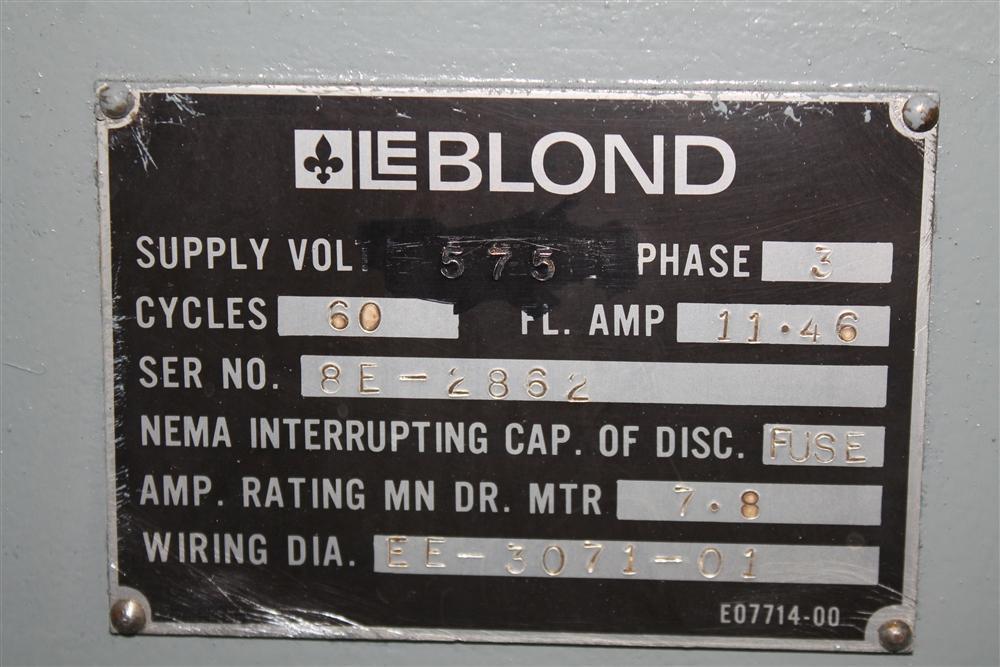 LEBLOND
SUPPLY VOLT 575 PHASE 3
CYCLES 60 FL. AMP 11.46
SER NO. 8E-2862
NEMA INTERRUPTING CAP. OF DISC. FUSE
AMP. RATING MN DR. MTR 7.8
WIRING DIA. EE-3071-01
E07714-00